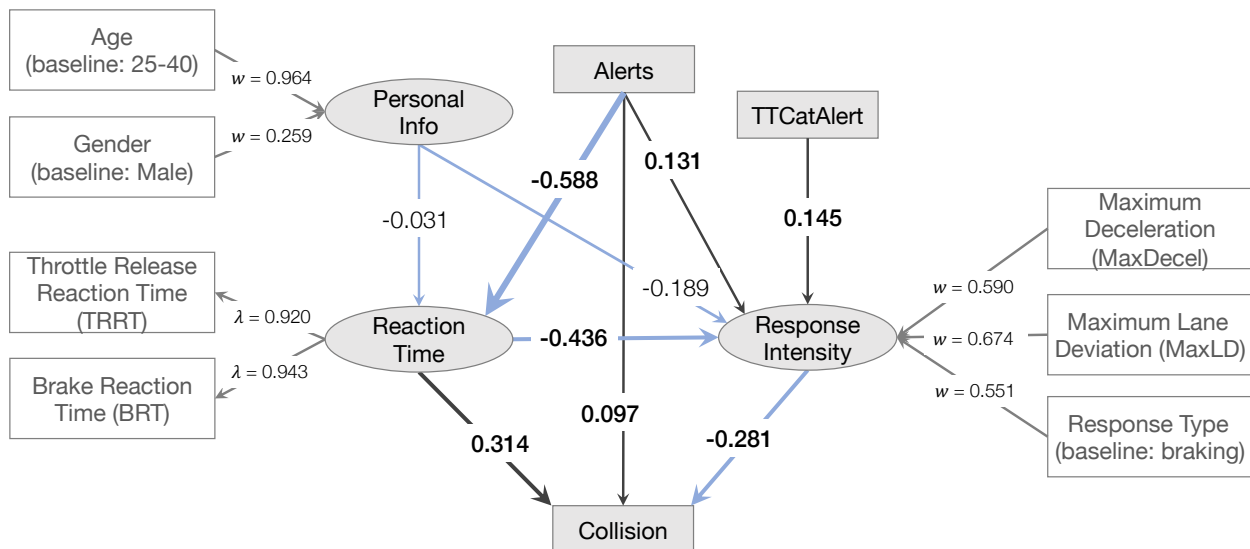 Age
(baseline: 25-40)
w = 0.964
Gender
(baseline: Male)
w = 0.259
Personal
Info
Alerts
TTCatAlert
-0.588
0.131
-0.031
0.145
-0.189
Throttle Release
Reaction Time
(TRRT)
λ = 0.920
Brake Reaction
Time (BRT)
λ = 0.943
Reaction
Time
-0.436
Response
Intensity
Maximum
Deceleration
(MaxDecel)
w = 0.590
Maximum Lane
Deviation (MaxLD)
w = 0.674
Response Type
(baseline: braking)
w = 0.551
0.314
0.097
-0.281
Collision